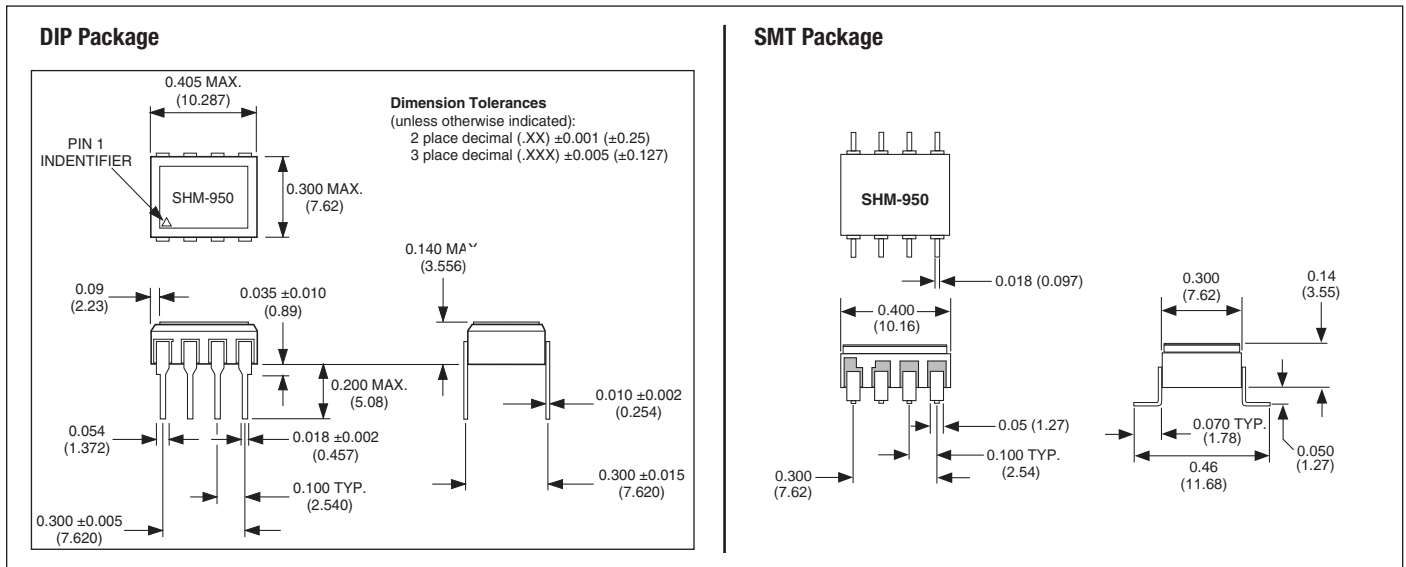 DIP Package
0.405 MAX.
(10.287)
Dimension Tolerances
(unless otherwise indicated):
2 place decimal (.XX) ±0.001 (±0.25)
3 place decimal (.XXX) ±0.005 (±0.127)
PIN 1
INDENTIFIER
SHM-950
0.300 MAX.
(7.62)
0.140 MAX
(3.556)
0.09
(2.23)
0.035 ±0.010
(0.89)
0.200 MAX.
(5.08)
0.010 ±0.002
(0.254)
0.054
(1.372)
0.018 ±0.002
(0.457)
0.100 TYP.
(2.540)
0.300 ±0.015
(7.620)
0.300 ±0.005
(7.620)
SMT Package
SHM-950
0.018 (0.097)
0.400
(10.16)
0.300
(7.62)
0.14
(3.55)
0.05 (1.27)
0.100 TYP.
(2.54)
0.300
(7.62)
0.070 TYP.
(1.78)
0.050
(1.27)
0.46
(11.68)